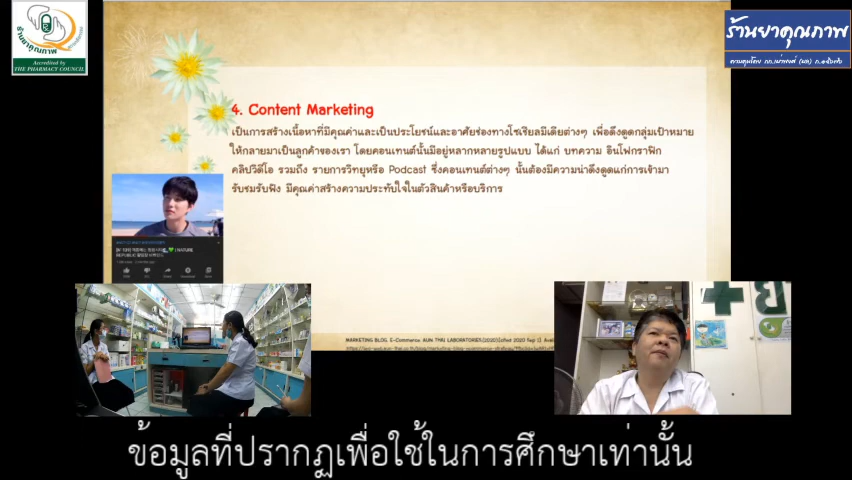 ร้านยาคุณภาพ
Accredited by
THE PHARMACY COUNCIL
ร้านยาคุณภาพ
4. Content Marketing
เป็นการสร้างเนื้อหาที่มีคุณค่าและเป็นประโยชน์และอาศัยช่องทางโซเชียลมีเดียต่างๆ เพื่อดึงดูดกลุ่มเป้าหมาย
ให้กลายมาเป็นลูกค้าของเรา โดยคอนเทนต์นั้นมีอยู่หลากหลายรูปแบบ ได้แก่ บทความ อินโฟกราฟิก
คลิปวิดีโอ รวมถึง รายการวิทยุหรือ Podcast ซึ่งคอนเทนต์ต่างๆ นั้นต้องมีความน่าดึงดูดแก่การเข้ามา
รับชมรับฟัง มีคุณค่าสร้างความประทับใจในตัวสินค้าหรือบริการ
MARKETING BLOG. E-Commerce. SUN THAI LABORATORIES.[2020][cited 2020 Sep 1]. Avai
ย
ข้อมูลที่ปรากฏเพื่อใช้ในการศึกษาเท่านั้น